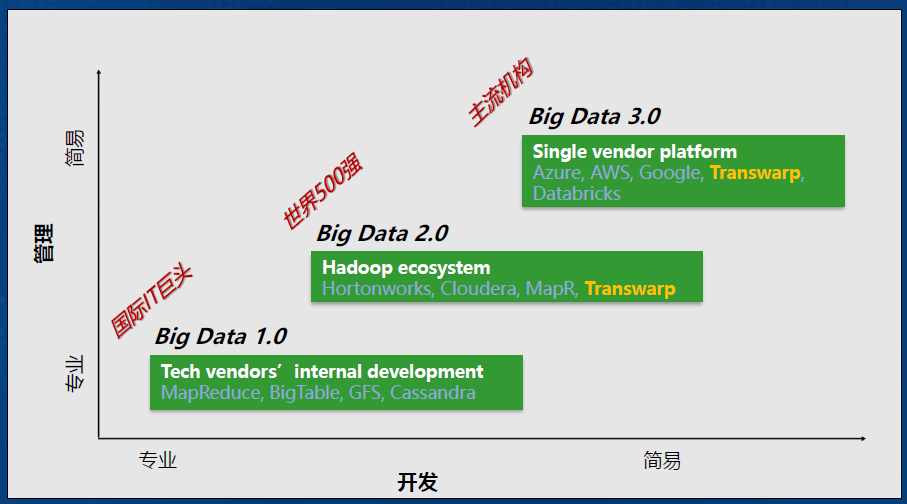 主流机构
Big Data 3.0
Single vendor platform
Azure, AWS, Google, Transwarp,
Databricks
简易
世界500强
Big Data 2.0
Hadoop ecosystem
Hortonworks, Cloudera, MapR, Transwarp
管理
国际IT巨头
Big Data 1.0
Tech vendors’ internal development
MapReduce, BigTable, GFS, Cassandra
专业
专业
简易
开发